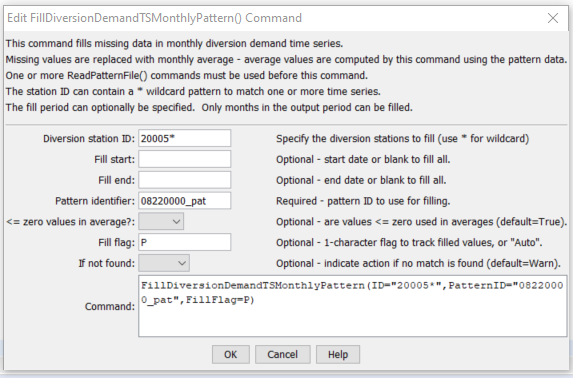 Edit FillDiversionDemandTSMonthlyPattern() Command
This command fills missing data in monthly diversion demand time series.
Missing values are replaced with monthly average - average values are computed by this command using the pattern data.
One or more ReadPatternFile() commands must be used before this command.
The station ID can contain a * wildcard pattern to match one or more time series.
The fill period can optionally be specified.  Only months in the output period can be filled.
Diversion station ID: 20005* Specify the diversion stations to fill (use * for wildcard)
Fill start: Optional - start date or blank to fill all.
Fill end: Optional - end date or blank to fill all.
Pattern identifier: 08220000_pat Required - pattern ID to use for filling.
<= zero values in average?: Optional - are values <= zero used in averages (default=True).
Fill flag: P Optional - 1-character flag to track filled values, or "Auto".
If not found: Optional - indicate action if no match is found (default=Warn).
Command: FillDiversionDemandTSMonthlyPattern(ID="20005*",PatternID="0822000
0_pat",FillFlag=P)
OK Cancel Help